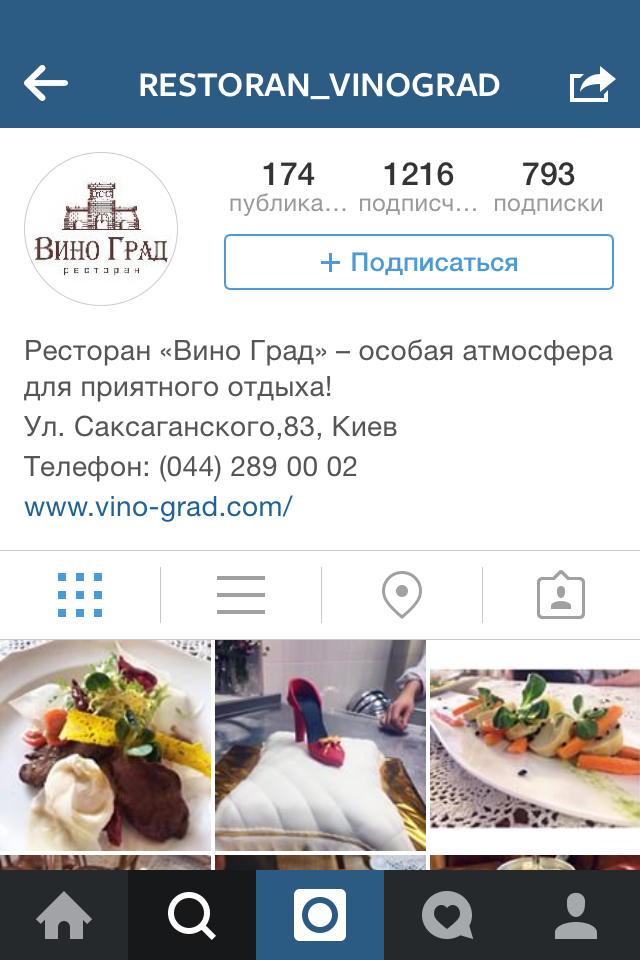 RESTORAN_VINOGRAD
174 1216 793
публика... подписч... подписки
ВИНО ГРАД
ресторан
+ Подписаться
Ресторан «Вино Град» – особая атмосфера
для приятного отдыха!
Ул. Саксаганского,83, Киев
Телефон: (044) 289 00 02
www.vino-grad.com/